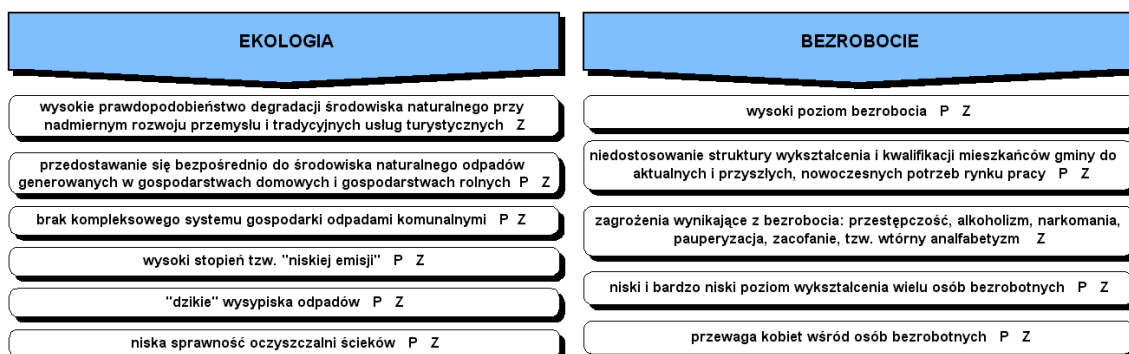 EKOLOGIA
wysokie prawdopodobieństwo degradacji środowiska naturalnego przy
nadmiernym rozwoju przemysłu i tradycyjnych usług turystycznych Z
przedostawanie się bezpośrednio do środowiska naturalnego odpadów
generowanych w gospodarstwach domowych i gospodarstwach rolnych P Z
brak kompleksowego systemu gospodarki odpadami komunalnymi P Z
wysoki stopień tzw. "niskiej emisji" P Z
"dzikie" wysypiska odpadów P Z
niska sprawność oczyszczalni ścieków P Z
BEZROBOCIE
wysoki poziom bezrobocia P Z
niedostosowanie struktury wykształcenia i kwalifikacji mieszkańców gminy do
aktualnych i przyszłych, nowoczesnych potrzeb rynku pracy P Z
zagrożenia wynikające z bezrobocia: przestępczość, alkoholizm, narkomania,
pauperyzacja, zacofanie, tzw. wtórny analfabetyzm Z
niski i bardzo niski poziom wykształcenia wielu osób bezrobotnych P Z
przewaga kobiet wśród osób bezrobotnych P Z